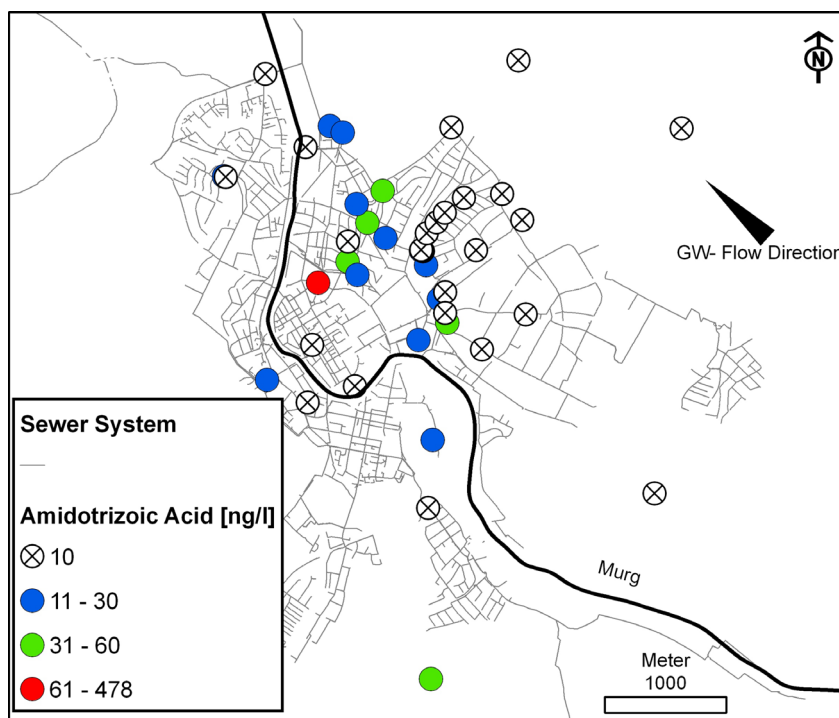 N
GW- Flow Direction
Sewer System
Amidotrizoic Acid [ng/l]
10
11 - 30
31 - 60
61 - 478
Murg
Meter
1000